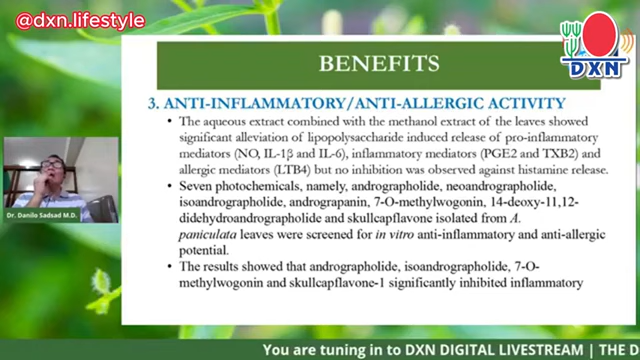 @dxn.lifestyle
DXN
BENEFITS
3. ANTI-INFLAMMATORY/ANTI-ALLERGIC ACTIVITY
• The aqueous extract combined with the methanol extract of the leaves showed
significant alleviation of lipopolysaccharide induced release of pro-inflammatory
mediators (NO, IL-1β and IL-6), inflammatory mediators (PGE2 and TXB2) and
allergic mediators (LTB4) but no inhibition was observed against histamine release.
• Seven photochemicals, namely, andrographolide, neoandrographolide,
isoandrographolide, andrograpanin, 7-O-methylwogonin, 14-deoxy-11,12-
didehydroandrographolide and skullcapflavone isolated from A.
paniculata leaves were screened for in vitro anti-inflammatory and anti-allergic
potential.
• The results showed that andrographolide, isoandrographolide, 7-O-
methylwogonin and skullcapflavone-1 significantly inhibited inflammatory
Dr. Danilo Sadsad M.D.
You are tuning in to DXN DIGITAL LIVESTREAM | THE D